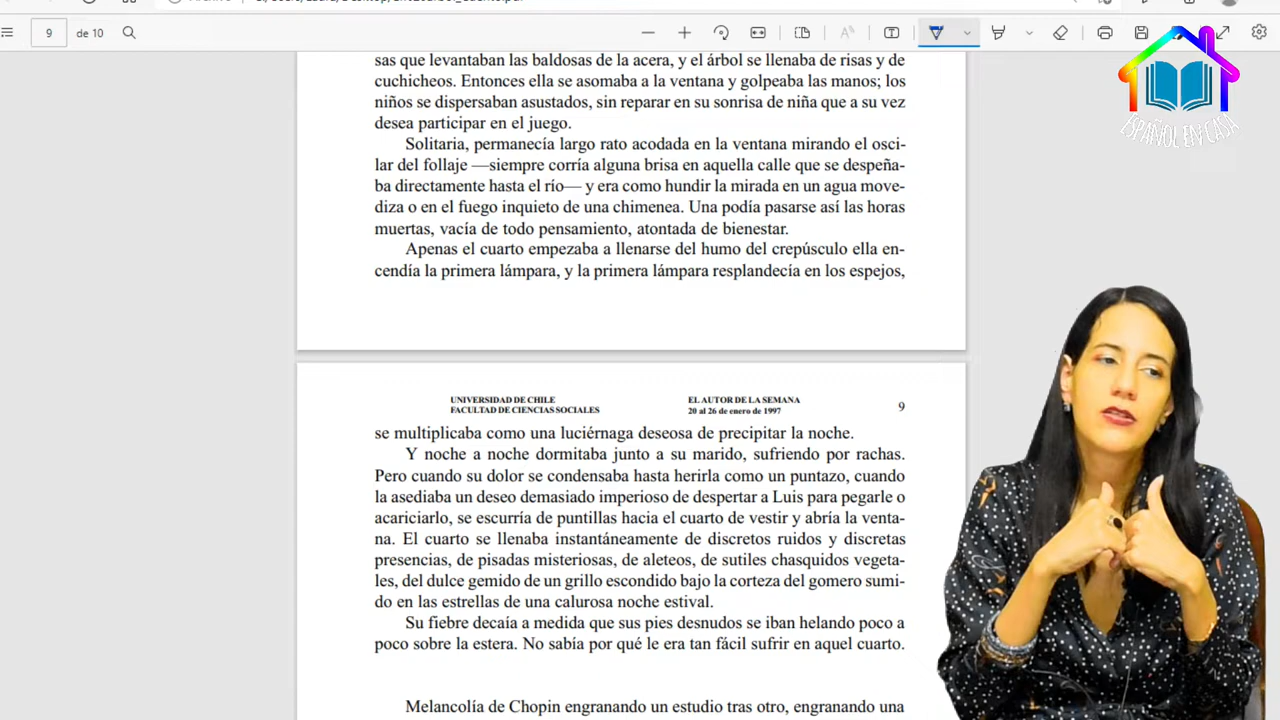 9 de 10
sas que levantaban las baldosas de la acera, y el árbol se llenaba de risas y de
cuchicheos. Entonces ella se asomaba a la ventana y golpeaba las manos; los
niños se dispersaban asustados, sin reparar en su sonrisa de niña que a su vez
desea participar en el juego.
Solitaria, permanecía largo rato acodada en la ventana mirando el osci-
lar del follaje —siempre corría alguna brisa en aquella calle que se despeña-
ba directamente hasta el río— y era como hundir la mirada en un agua move-
diza o en el fuego inquieto de una chimenea. Una podía pasarse así las horas
muertas, vacía de todo pensamiento, atontada de bienestar.
Apenas el cuarto empezaba a llenarse del humo del crepúsculo ella en-
cendía la primera lámpara, y la primera lámpara resplandecía en los espejos,
UNIVERSIDAD DE CHILE
FACULTAD DE CIENCIAS SOCIALES
EL AUTOR DE LA SEMANA
20 al 26 de enero de 1997
9
se multiplicaba como una luciérnaga deseosa de precipitar la noche.
Y noche a noche dormitaba junto a su marido, sufriendo por rachas.
Pero cuando su dolor se condensaba hasta herirla como un puntazo, cuando
la asediaba un deseo demasiado imperioso de despertar a Luis para pegarle o
acariciarlo, se escurría de puntillas hacia el cuarto de vestir y abría la venta-
na. El cuarto se llenaba instantáneamente de discretos ruidos y discretas
presencias, de pisadas misteriosas, de aleteos, de sutiles chasquidos vegeta-
les, del dulce gemido de un grillo escondido bajo la corteza del gomero sumi-
do en las estrellas de una calurosa noche estival.
Su fiebre decaía a medida que sus pies desnudos se iban helando poco a
poco sobre la estera. No sabía por qué le era tan fácil sufrir en aquel cuarto.
Melancolía de Chopin engranando un estudio tras otro, engranando una
ESPAÑOL EN CASA